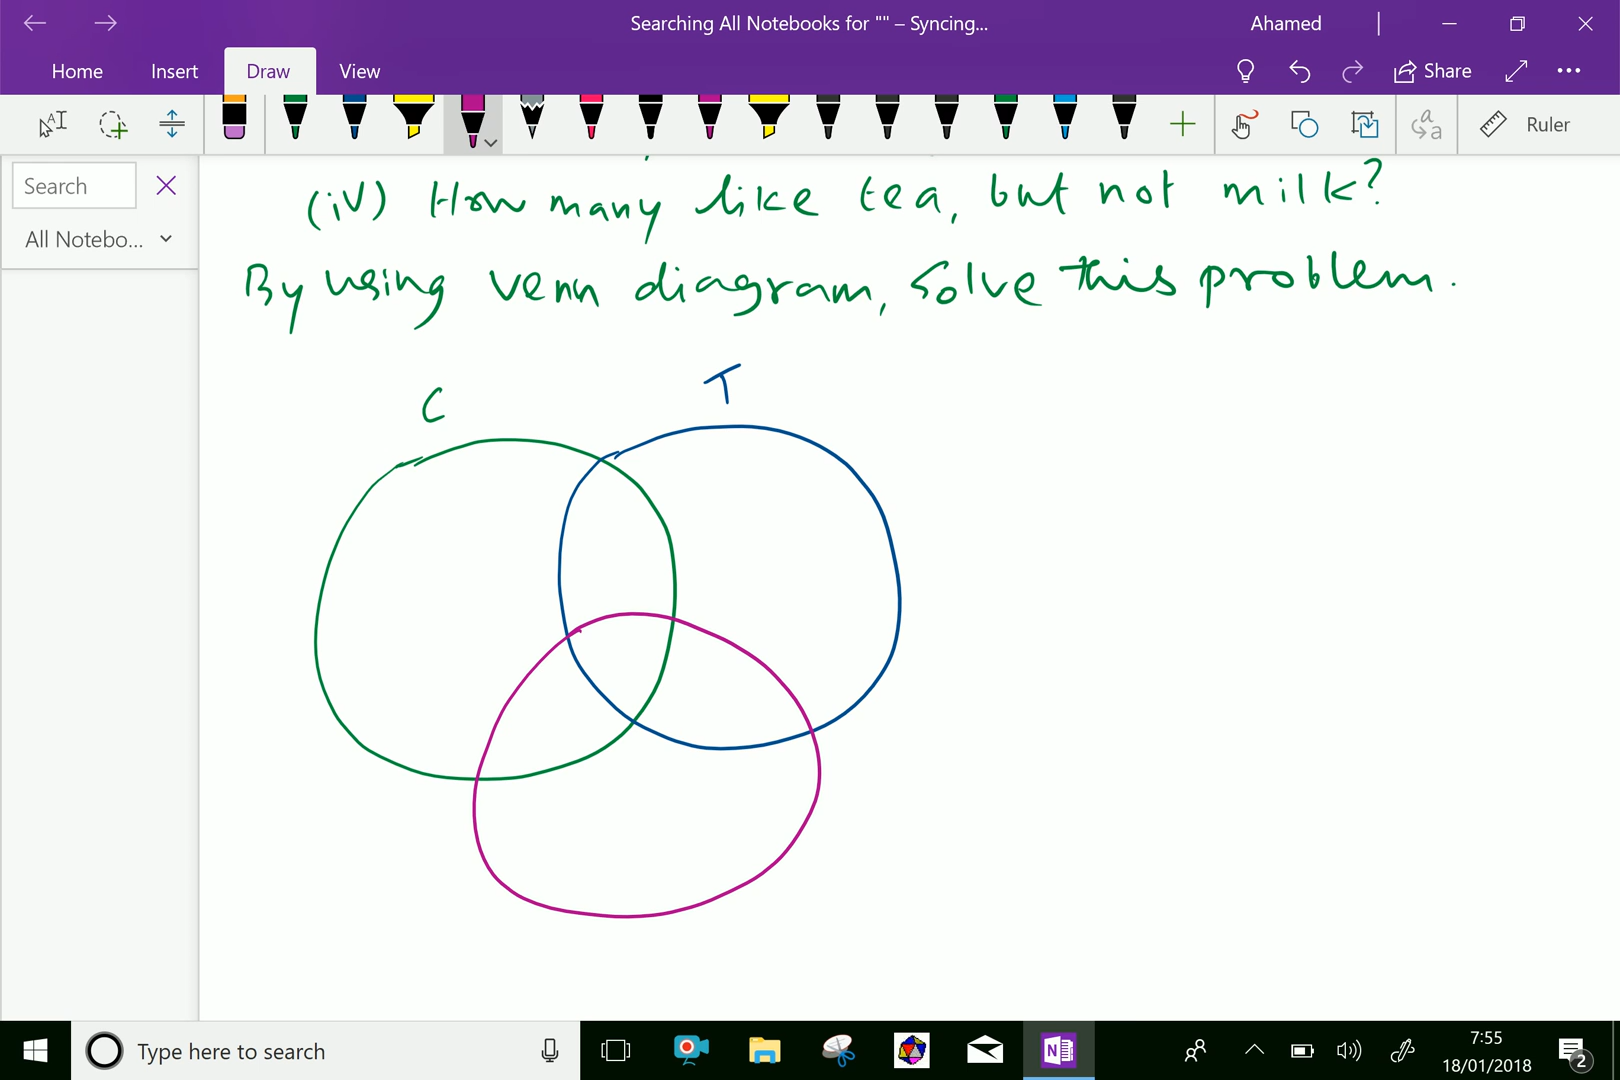 Searching All Notebooks for "" – Syncing...
Ahamed
Home Insert Draw View
Share
Ruler
Search
All Notebo...
(iv) How many like tea, but not milk?
By using venn diagram, Solve this problem.
C
T
Type here to search
7:55
18/01/2018
2